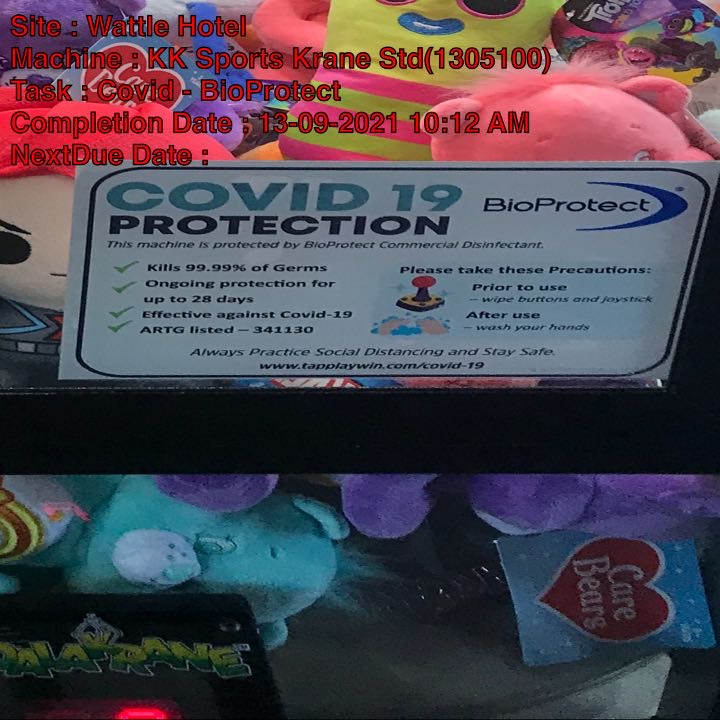 Site : Wattle Hotel
Machine : KK Sports Krane Std(1305100)
Task : Covid - BioProtect
Completion Date : 13-09-2021 10:12 AM
NextDue Date :
Care Bears
Trolls
COVID 19
PROTECTION
BioProtect
This machine is protected by BioProtect Commercial Disinfectant.
Kills 99.99% of Germs
Ongoing protection for
up to 28 days
Effective against Covid-19
ARTG listed – 341130
Please take these Precautions:
Prior to use
– wipe buttons and joystick
After use
– wash your hands
Always Practice Social Distancing and Stay Safe.
www.tapplaywin.com/covid-19
Care
Bears